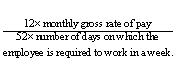 12× monthly gross rate of pay
52× number of days on which the
employee is required to work in a week.